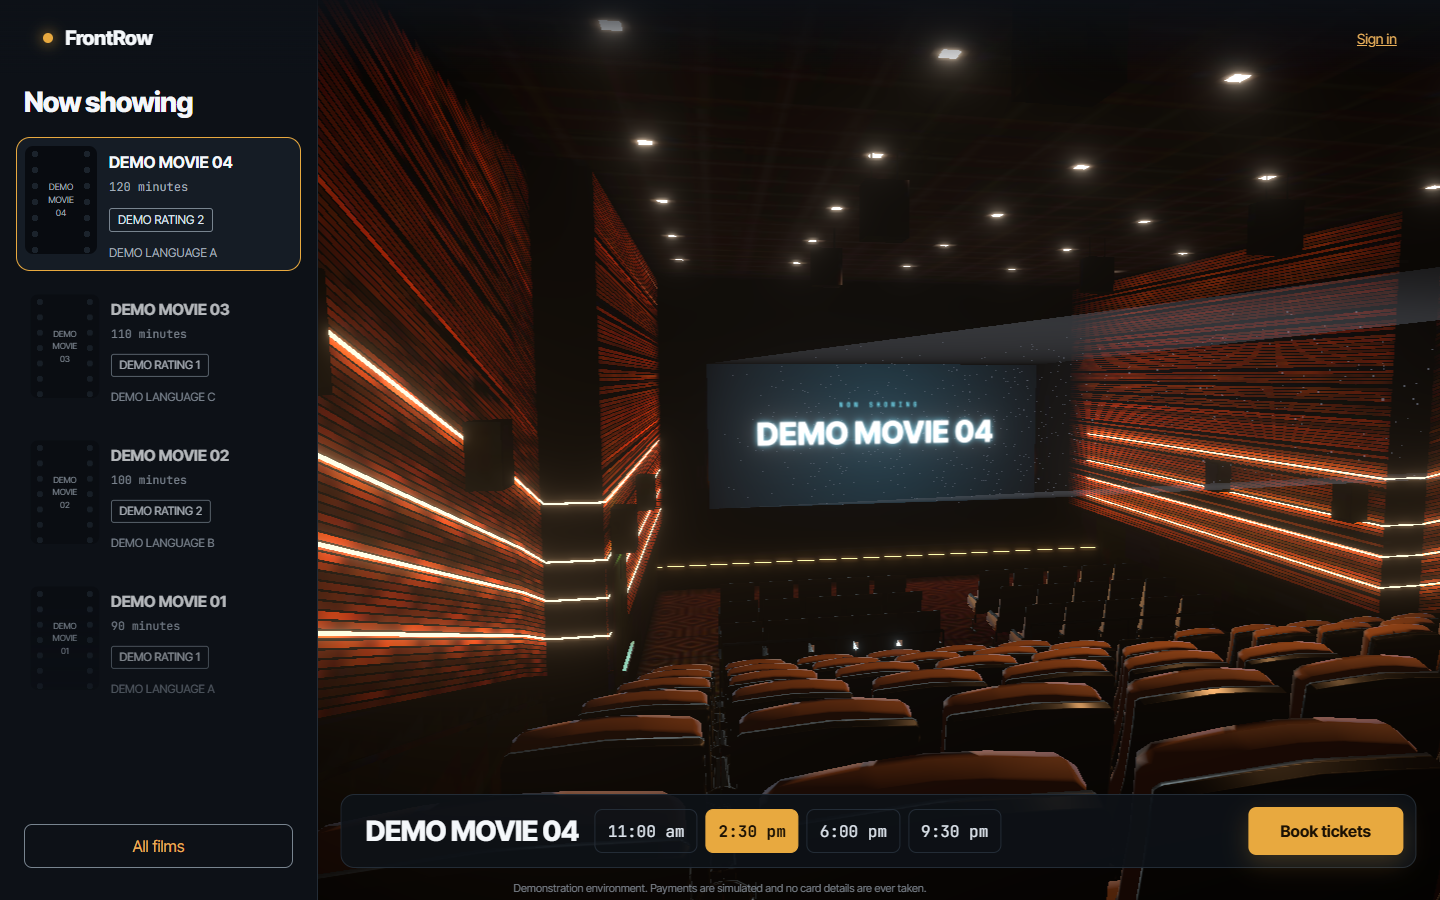 FrontRow
Sign in
Now showing
DEMO
MOVIE
04
DEMO MOVIE 04
120 minutes
DEMO RATING 2
DEMO LANGUAGE A
DEMO
MOVIE
03
DEMO MOVIE 03
110 minutes
DEMO RATING 1
DEMO LANGUAGE C
DEMO
MOVIE
02
DEMO MOVIE 02
100 minutes
DEMO RATING 2
DEMO LANGUAGE B
DEMO
MOVIE
01
DEMO MOVIE 01
90 minutes
DEMO RATING 1
DEMO LANGUAGE A
All films
NOW SHOWING
DEMO MOVIE 04
DEMO MOVIE 04
11:00 am
2:30 pm
6:00 pm
9:30 pm
Book tickets
Demonstration environment. Payments are simulated and no card details are ever taken.